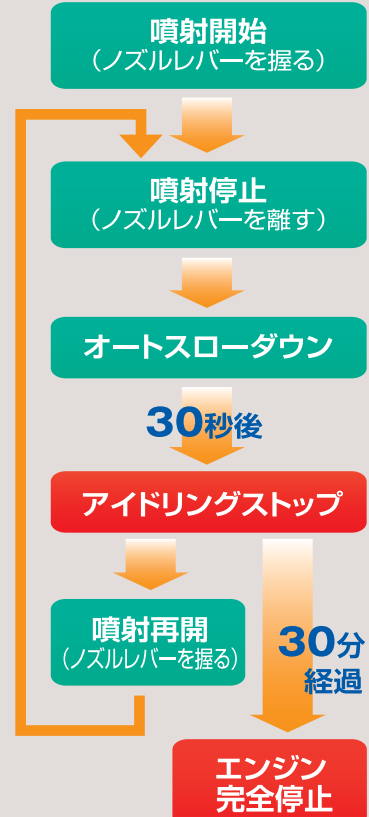 噴射開始
（ノズルレバーを握る）
噴射停止
（ノズルレバーを離す）
オートスローダウン
30秒後
アイドリングストップ
噴射再開
（ノズルレバーを握る）
30分
経過
エンジン
完全停止